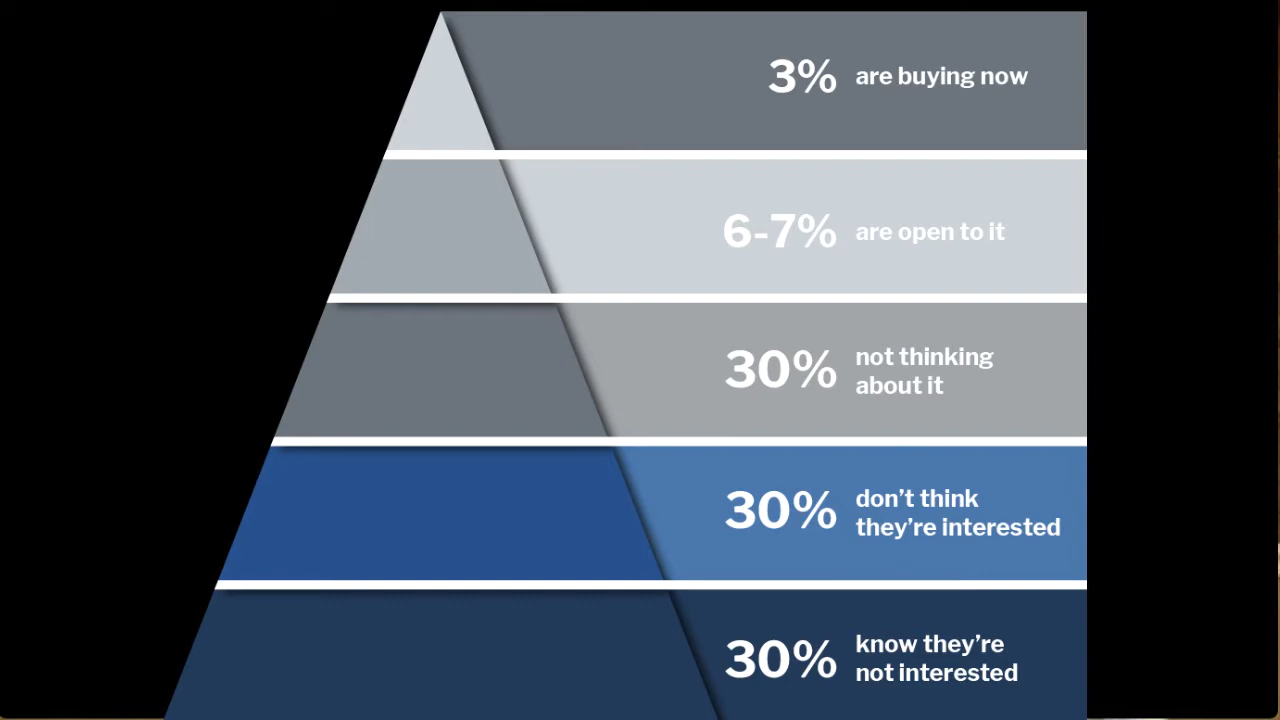 3% are buying now
6-7% are open to it
30% not thinking
about it
30% don’t think
they’re interested
30% know they’re
not interested